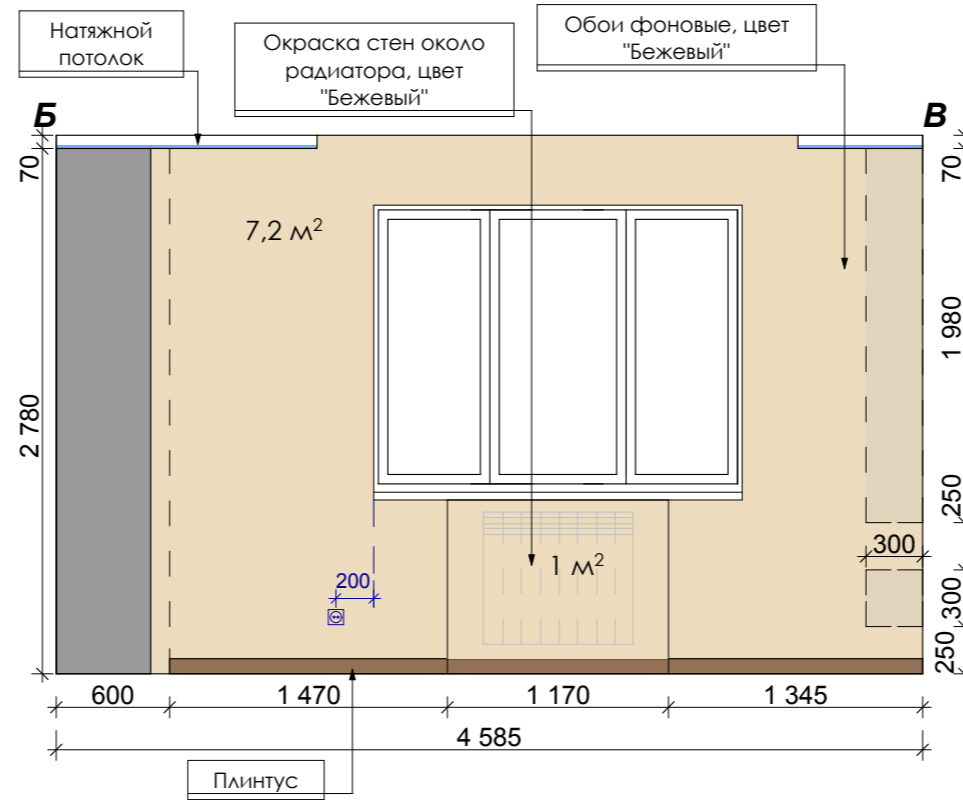 Натяжной
потолок
Окраска стен около
радиатора, цвет
"Бежевый"
Обои фоновые, цвет
"Бежевый"
Б
В
70
70
7,2 м²
1 980
2 780
250
300
1 м²
200
300
250
600
1 470
1 170
1 345
4 585
Плинтус